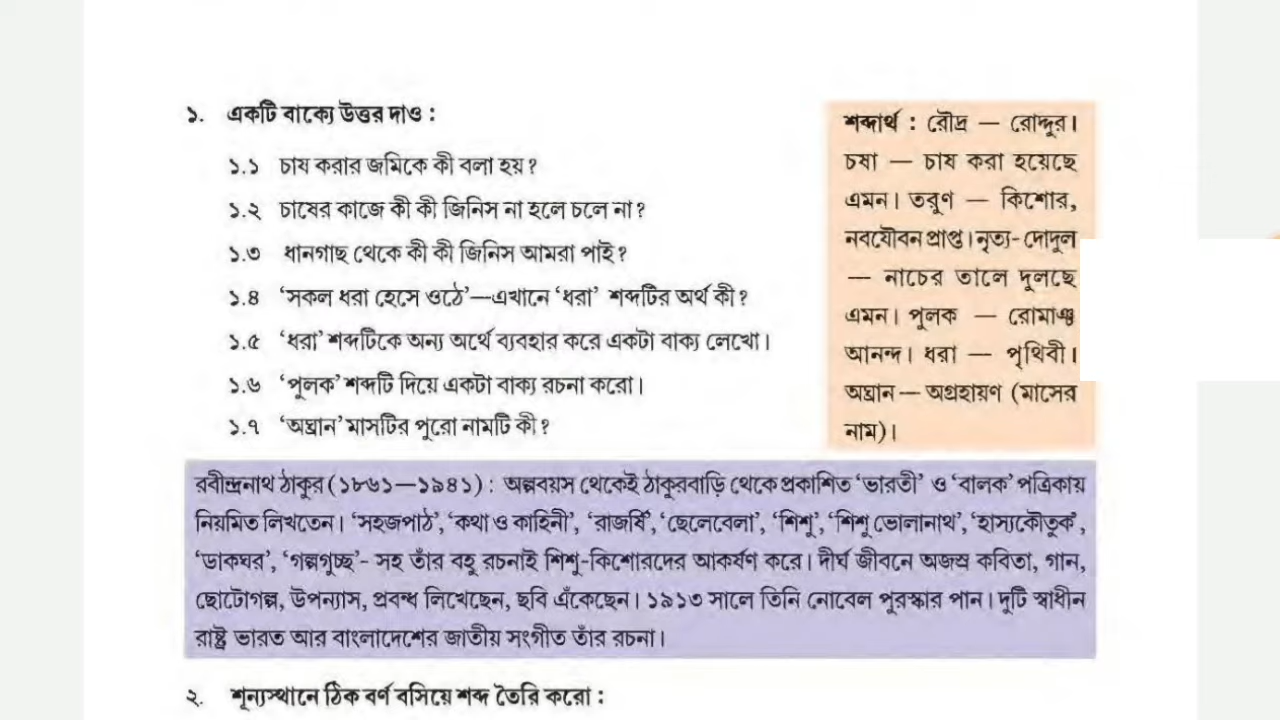 ১. একটি বাক্যে উত্তর দাও :
১.১ চাষ করার জমিকে কী বলা হয়?
১.২ চাষের কাজে কী কী জিনিস না হলে চলে না?
১.৩ ধানগাছ থেকে কী কী জিনিস আমরা পাই?
১.৪ ‘সকল ধরা হেসে ওঠে’—এখানে ‘ধরা’ শব্দটির অর্থ কী?
১.৫ ‘ধরা’ শব্দটিকে অন্য অর্থে ব্যবহার করে একটা বাক্য লেখো।
১.৬ ‘পুলক’ শব্দটি দিয়ে একটা বাক্য রচনা করো।
১.৭ ‘অঘ্রান’ মাসটির পুরো নামটি কী?
শব্দার্থ : রৌদ্র — রোদ্দুর।
চষা — চাষ করা হয়েছে
এমন। তরুণ — কিশোর,
নবযৌবন প্রাপ্ত। নৃত্য-দোদুল
— নাচের তালে দুলছে
এমন। পুলক — রোমাঞ্চ
আনন্দ। ধরা — পৃথিবী।
অঘ্রান — অগ্রহায়ণ (মাসের
নাম)।
রবীন্দ্রনাথ ঠাকুর (১৮৬১—১৯৪১) : অল্পবয়স থেকেই ঠাকুরবাড়ি থেকে প্রকাশিত ‘ভারতী’ ও ‘বালক’ পত্রিকায়
নিয়মিত লিখতেন। ‘সহজপাঠ’, ‘কথা ও কাহিনী’, ‘রাজর্ষি’, ‘ছেলেবেলা’, ‘শিশু’, ‘শিশু ভোলানাথ’, ‘হাস্যকৌতুক’,
‘ডাকঘর’, ‘গল্পগুচ্ছ’- সহ তাঁর বহু রচনাই শিশু-কিশোরদের আকর্ষণ করে। দীর্ঘ জীবনে অজস্র কবিতা, গান,
ছোটোগল্প, উপন্যাস, প্রবন্ধ লিখেছেন, ছবি এঁকেছেন। ১৯১৩ সালে তিনি নোবেল পুরস্কার পান। দুটি স্বাধীন
রাষ্ট্র ভারত আর বাংলাদেশের জাতীয় সংগীত তাঁর রচনা।
২. শূন্যস্থানে ঠিক বর্ণ বসিয়ে শব্দ তৈরি করো :